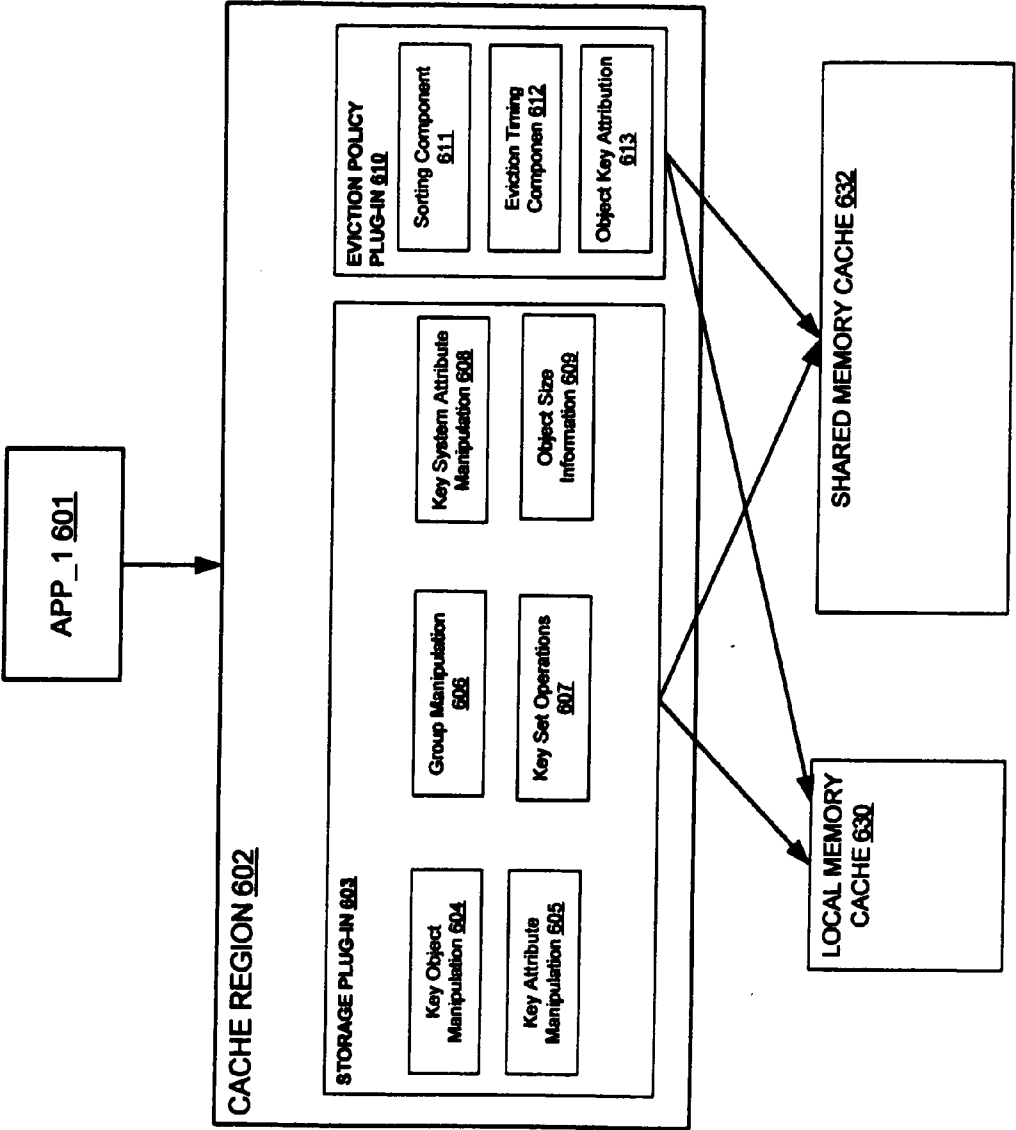 APP_1 601
CACHE REGION 602
STORAGE PLUG-IN 603
Key Object
Manipulation 604
Key Attribute
Manipulation 605
Group Manipulation
606
Key Set Operations
607
Key System Attribute
Manipulation 608
Object Size
Information 609
EVICTION POLICY
PLUG-IN 610
Sorting Component
611
Eviction Timing
Componen 612
Object Key Attribution
613
LOCAL MEMORY
CACHE 630
SHARED MEMORY CACHE 632